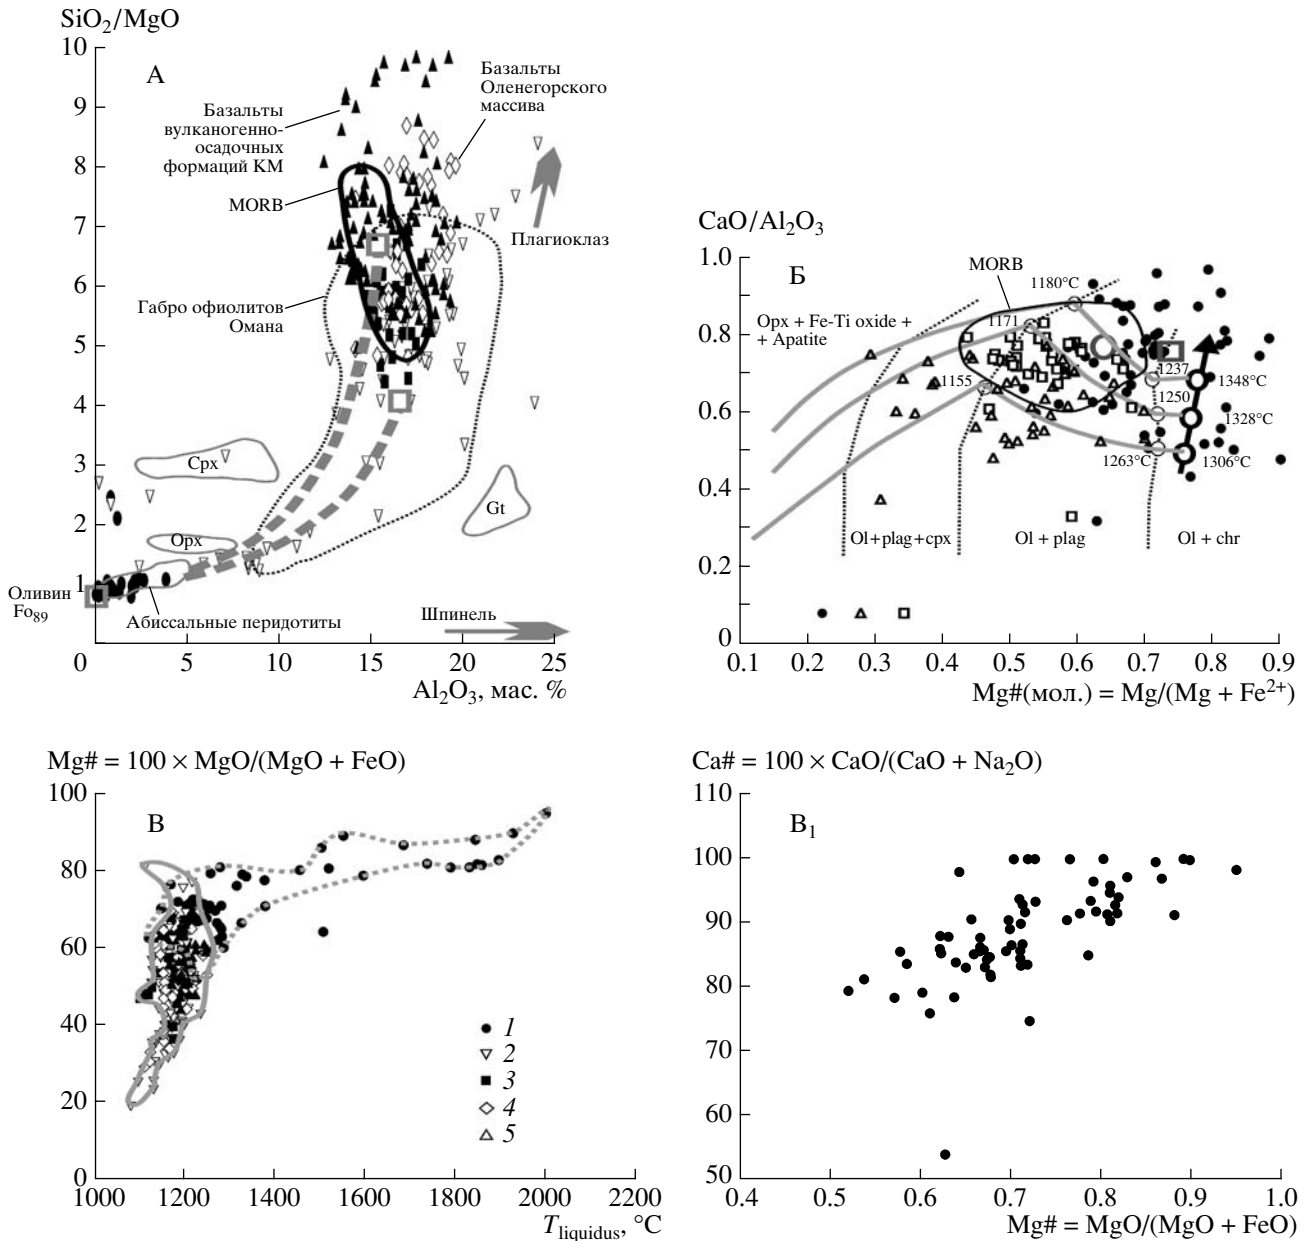 SiO₂/MgO
10
9
8
7
6
5
4
3
2
1
0
5
10
15
20
25
Al₂O₃, мас. %
А
Базальты
вулканогенно-
осадочных
формаций КМ
MORB
Базальты
Оленегорского
массива
Плагиоклаз
Габро офиолитов
Омана
Cpx
Opx
Gt
Оливин
Fo₈₉
Абиссальные перидотиты
Шпинель
CaO/Al₂O₃
1.0
0.8
0.6
0.4
0.2
0
0.1
0.2
0.3
0.4
0.5
0.6
0.7
0.8
0.9
Mg#(мол.) = Mg/(Mg + Fe²⁺)
Б
MORB
1180°C
Opx + Fe-Ti oxide +
+ Apatite
1171
1155
1237
1250
1348°C
1328°C
1263°C
1306°C
Ol+plag+cpx
Ol + plag
Ol + chr
Mg# = 100 × MgO/(MgO + FeO)
100
80
60
40
20
0
1000
1200
1400
1600
1800
2000
2200
T liquidus, °C
В
1
2
3
4
5
Ca# = 100 × CaO/(CaO + Na₂O)
110
100
90
80
70
60
50
0.4
0.5
0.6
0.7
0.8
0.9
1.0
Mg# = MgO/(MgO + FeO)
В₁